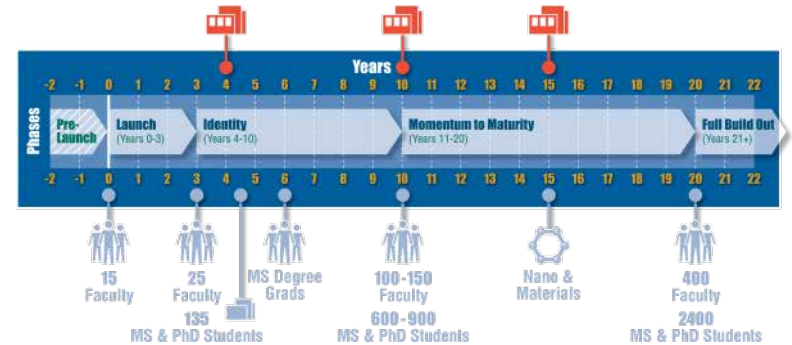 Years
-2 -1 0 1 2 3 4 5 6 7 8 9 10 11 12 13 14 15 16 17 18 19 20 21 22
Phases
Pre-
Launch
Launch
(Years 0-3)
Identity
(Years 4-10)
Momentum to Maturity
(Years 11-20)
Full Build Out
(Years 21+)
-2 -1 0 1 2 3 4 5 6 7 8 9 10 11 12 13 14 15 16 17 18 19 20 21 22
15
Faculty
25
Faculty
135
MS & PhD Students
MS Degree
Grads
100-150
Faculty
600-900
MS & PhD Students
Nano &
Materials
400
Faculty
2400
MS & PhD Students